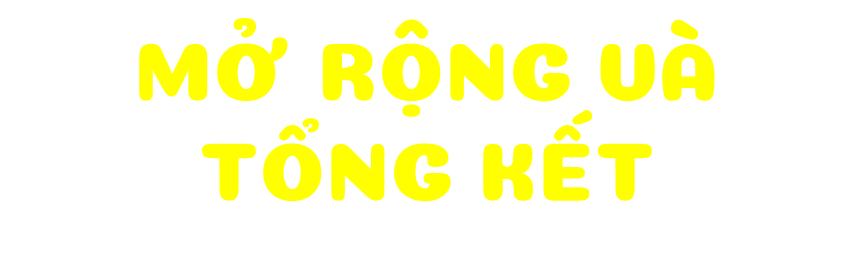 MỞ RỘNG UÀ
TỔNG KẾT